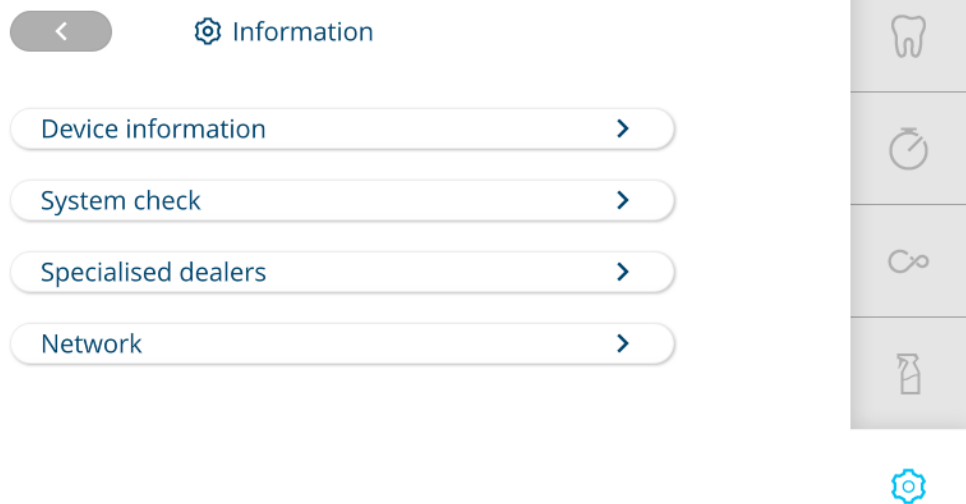 Information
Device information
System check
Specialised dealers
Network